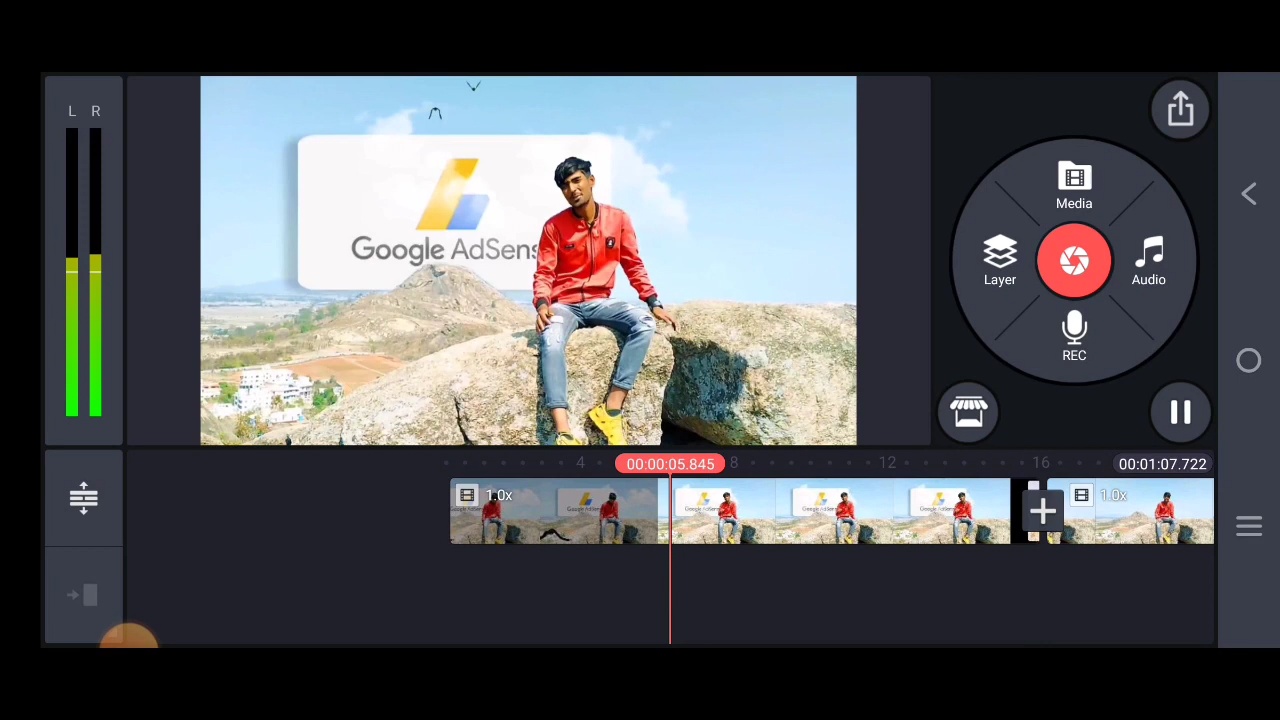 L R
Google AdSens
Media
Layer
Audio
REC
4
00:00:05.845
8
12
16
00:01:07.722
1.0x
1.0x